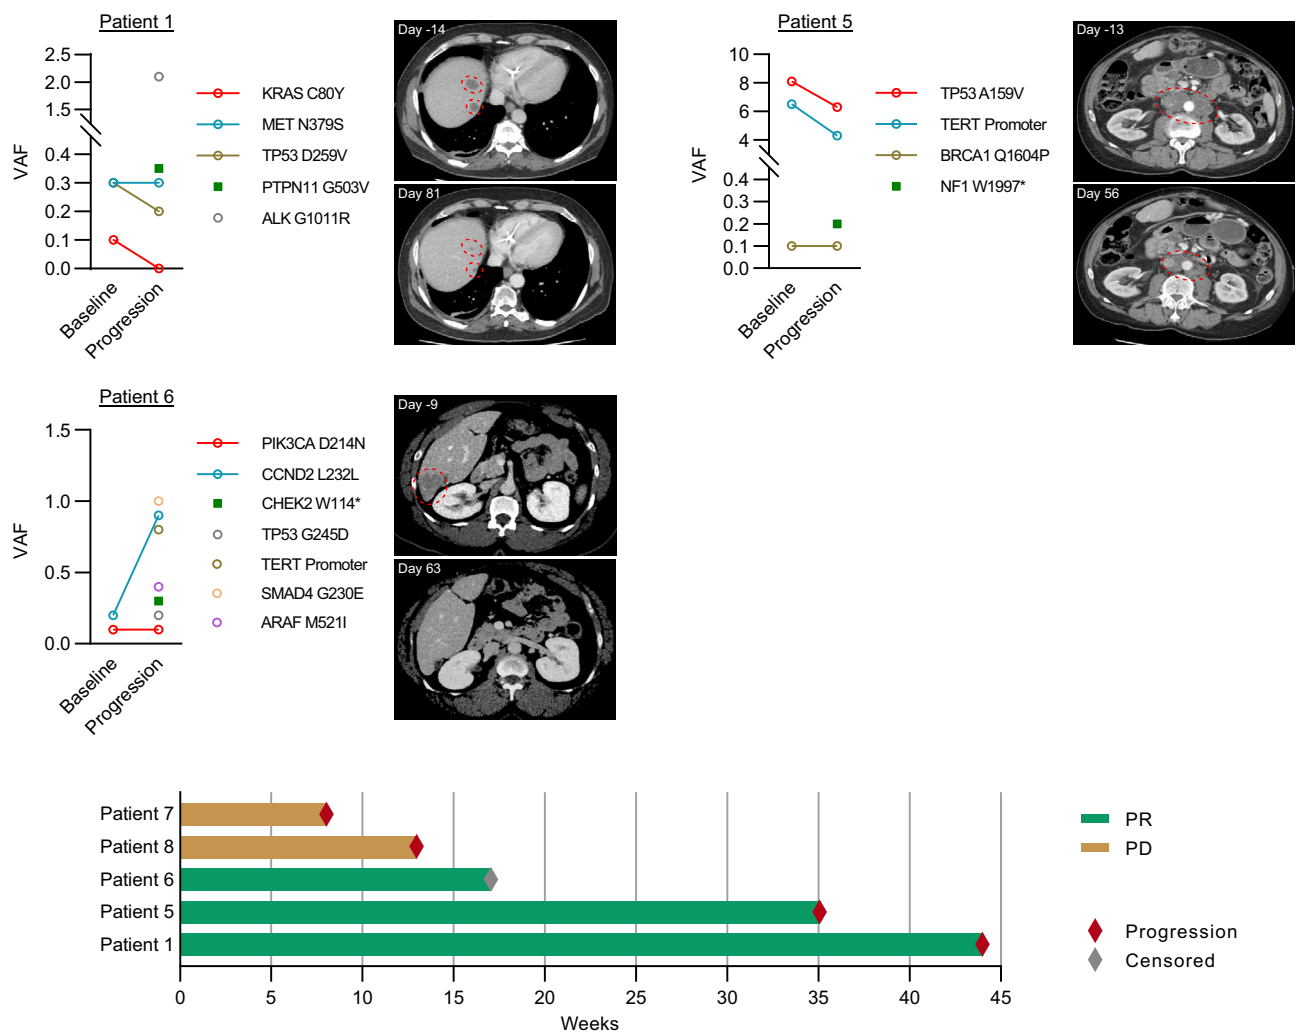 Patient 1
2.5
2.0
1.5
0.4
0.3
0.2
0.1
0.0
VAF
Baseline
Progression
KRAS C80Y
MET N379S
TP53 D259V
PTPN11 G503V
ALK G1011R
Day -14
Day 81
Patient 5
10
8
6
4
0.4
0.3
0.2
0.1
0.0
VAF
Baseline
Progression
TP53 A159V
TERT Promoter
BRCA1 Q1604P
NF1 W1997*
Day -13
Day 56
Patient 6
1.5
1.0
0.5
0.0
VAF
Baseline
Progression
PIK3CA D214N
CCND2 L232L
CHEK2 W114*
TP53 G245D
TERT Promoter
SMAD4 G230E
ARAF M521I
Day -9
Day 63
Patient 7
Patient 8
Patient 6
Patient 5
Patient 1
0 5 10 15 20 25 30 35 40 45
Weeks
PR
PD
Progression
Censored